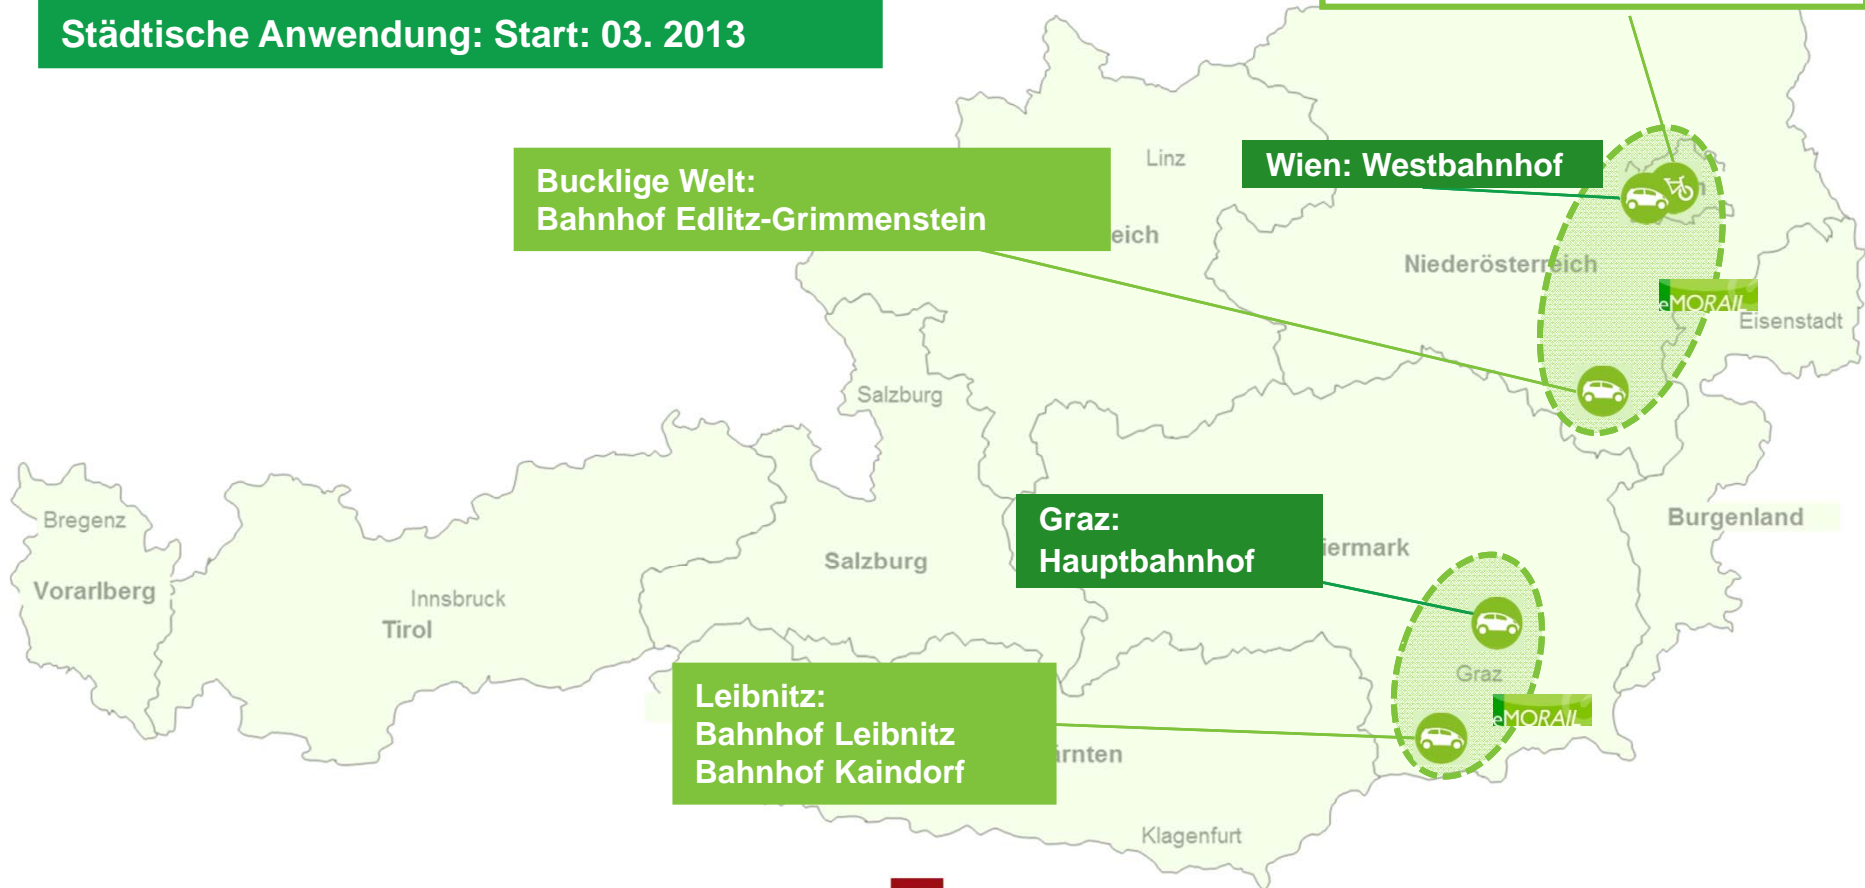 Städtische Anwendung: Start: 03. 2013
Linz
Wien: Westbahnhof
Bucklige Welt:
Bahnhof Edlitz-Grimmenstein
eich
Niederösterreich
eMORAIL
Eisenstadt
Salzburg
Bregenz
Graz:
Hauptbahnhof
iermark
Burgenland
Salzburg
Vorarlberg
Innsbruck
Tirol
Graz
Leibnitz:
Bahnhof Leibnitz
Bahnhof Kaindorf
eMORAIL
ärnten
Klagenfurt